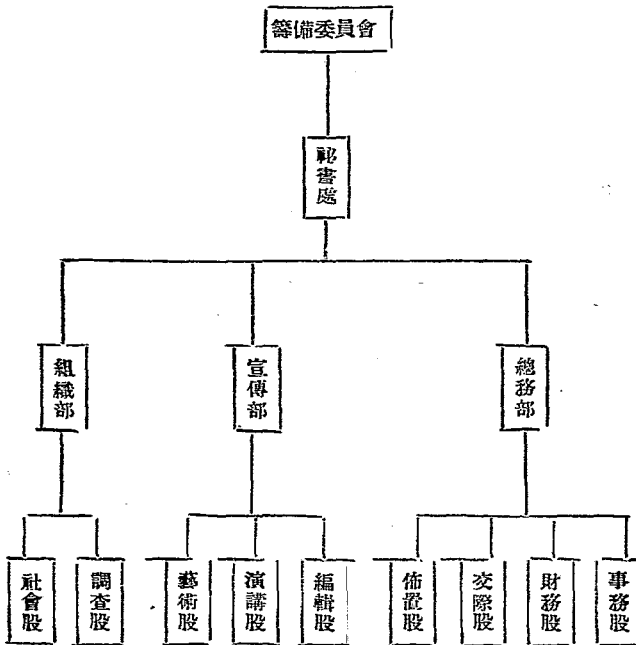 籌備委員會
祕書處
總務部
宣傳部
組織部
事務股
財務股
交際股
佈置股
編輯股
演講股
藝術股
調查股
社會股